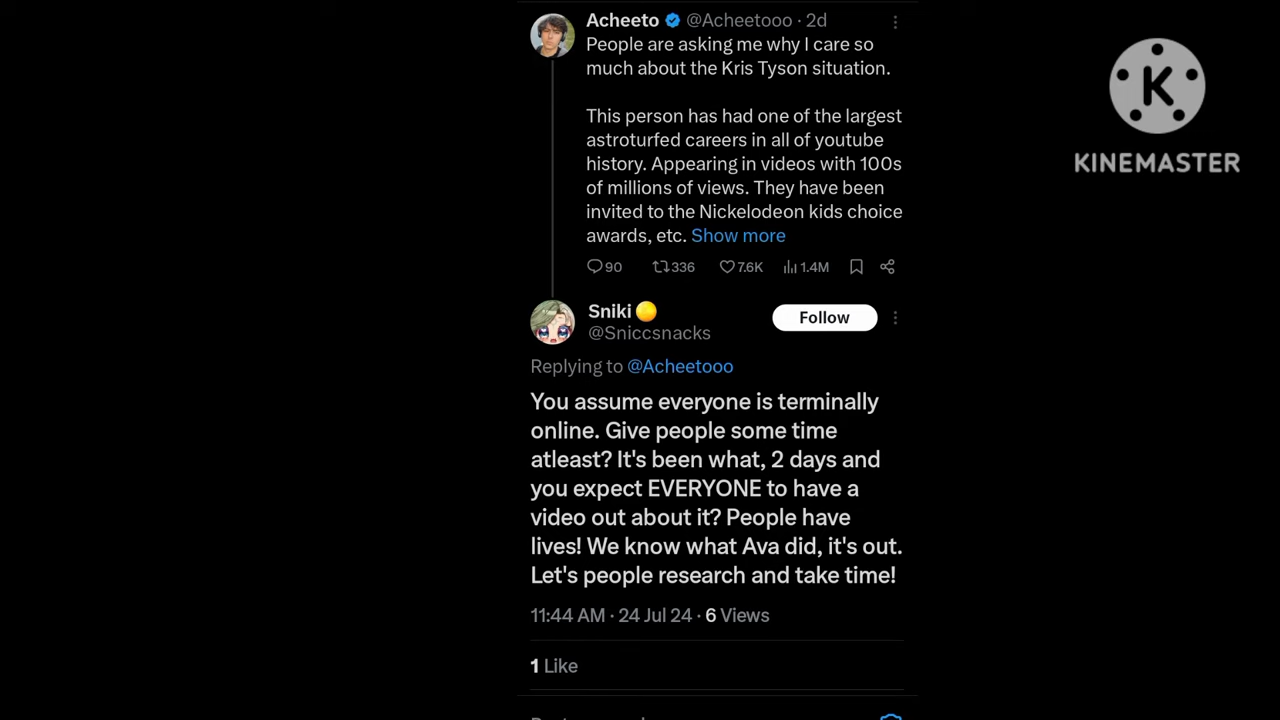 Acheeto @Acheetooo · 2d
People are asking me why I care so
much about the Kris Tyson situation.
This person has had one of the largest
astroturfed careers in all of youtube
history. Appearing in videos with 100s
of millions of views. They have been
invited to the Nickelodeon kids choice
awards, etc. Show more
90 336 7.6K 1.4M
Sniki
@Sniccsnacks
Follow
Replying to @Acheetooo
You assume everyone is terminally
online. Give people some time
atleast? It's been what, 2 days and
you expect EVERYONE to have a
video out about it? People have
lives! We know what Ava did, it's out.
Let's people research and take time!
11:44 AM · 24 Jul 24 · 6 Views
1 Like
K
KINEMASTER